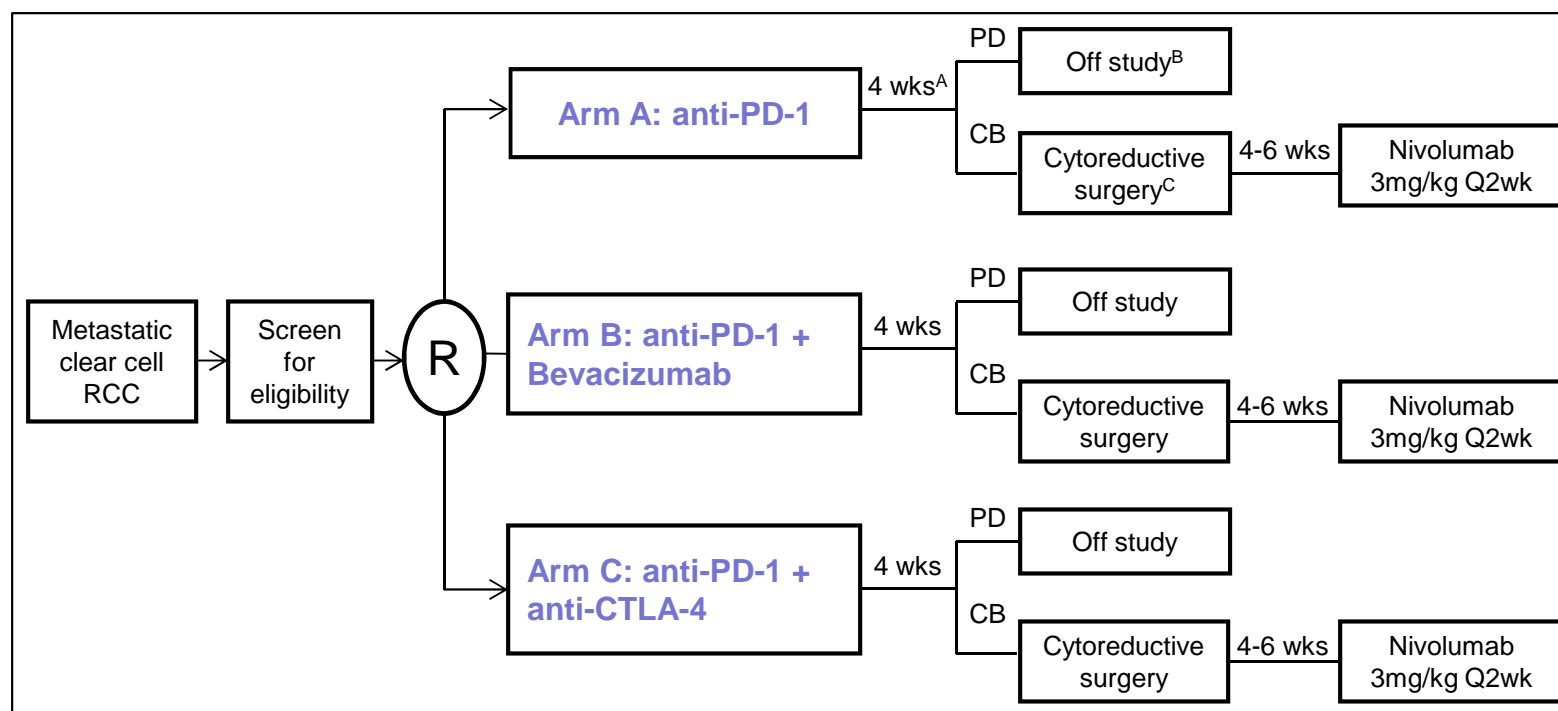 Metastatic
clear cell
RCC
Screen
for
eligibility
R
Arm A: anti-PD-1
4 wksᴬ
PD
Off studyᴮ
CB
Cytoreductive
surgeryᶜ
4-6 wks
Nivolumab
3mg/kg Q2wk
Arm B: anti-PD-1 +
Bevacizumab
4 wks
PD
Off study
CB
Cytoreductive
surgery
4-6 wks
Nivolumab
3mg/kg Q2wk
Arm C: anti-PD-1 +
anti-CTLA-4
4 wks
PD
Off study
CB
Cytoreductive
surgery
4-6 wks
Nivolumab
3mg/kg Q2wk